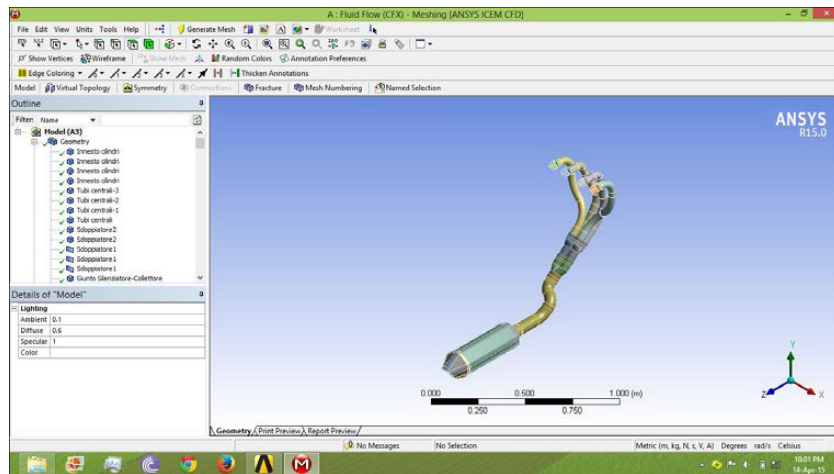 A : Fluid Flow (CFX) - Meshing [ANSYS ICEM CFD]
File Edit View Units Tools Help Generate Mesh Worksheet
Show Vertices Wireframe Show Mesh Random Colors Annotation Preferences
Edge Coloring Thicken Annotations
Model Virtual Topology Symmetry Connections Fracture Mesh Numbering Named Selection
Outline
Filter: Name
Model (A3)
Geometry
Innesto cilindri
Innesto cilindri
Innesto cilindri
Innesto cilindri
Tubi centrali-3
Tubi centrali-2
Tubi centrali-1
Tubi centrali
Sdoppiatore2
Sdoppiatore2
Sdoppiatore1
Sdoppiatore1
Sdoppiatore1
Giunto Silenziatore-Collettore
Details of "Model"
Lighting
Ambient 0.1
Diffuse 0.6
Specular 1
Color
ANSYS
R15.0
0.000 0.500 1.000 (m)
0.250 0.750
Y
Z X
Geometry Print Preview Report Preview
No Messages No Selection Metric (m, kg, N, s, V, A) Degrees rad/s Celsius
10:01 PM
14-Apr-15